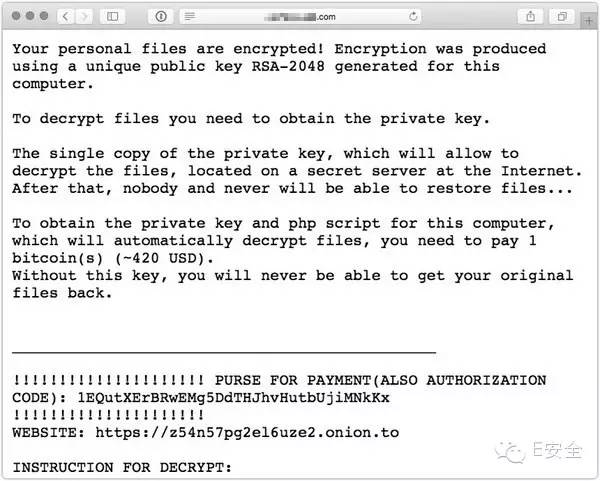 .com
Your personal files are encrypted! Encryption was produced
using a unique public key RSA-2048 generated for this
computer.
To decrypt files you need to obtain the private key.
The single copy of the private key, which will allow to
decrypt the files, located on a secret server at the Internet.
After that, nobody and never will be able to restore files...
To obtain the private key and php script for this computer,
which will automatically decrypt files, you need to pay 1
bitcoin(s) (~420 USD).
Without this key, you will never be able to get your original
files back.
!!!!!!!!!!!!!!!!!!!!! PURSE FOR PAYMENT(ALSO AUTHORIZATION
CODE): 1EQutXErBRwEMg5DdTHJhvHutbUjiMNkKx
!!!!!!!!!!!!!!!!!!!!!
WEBSITE: https://z54n57pg2el6uze2.onion.to
INSTRUCTION FOR DECRYPT:
E安全